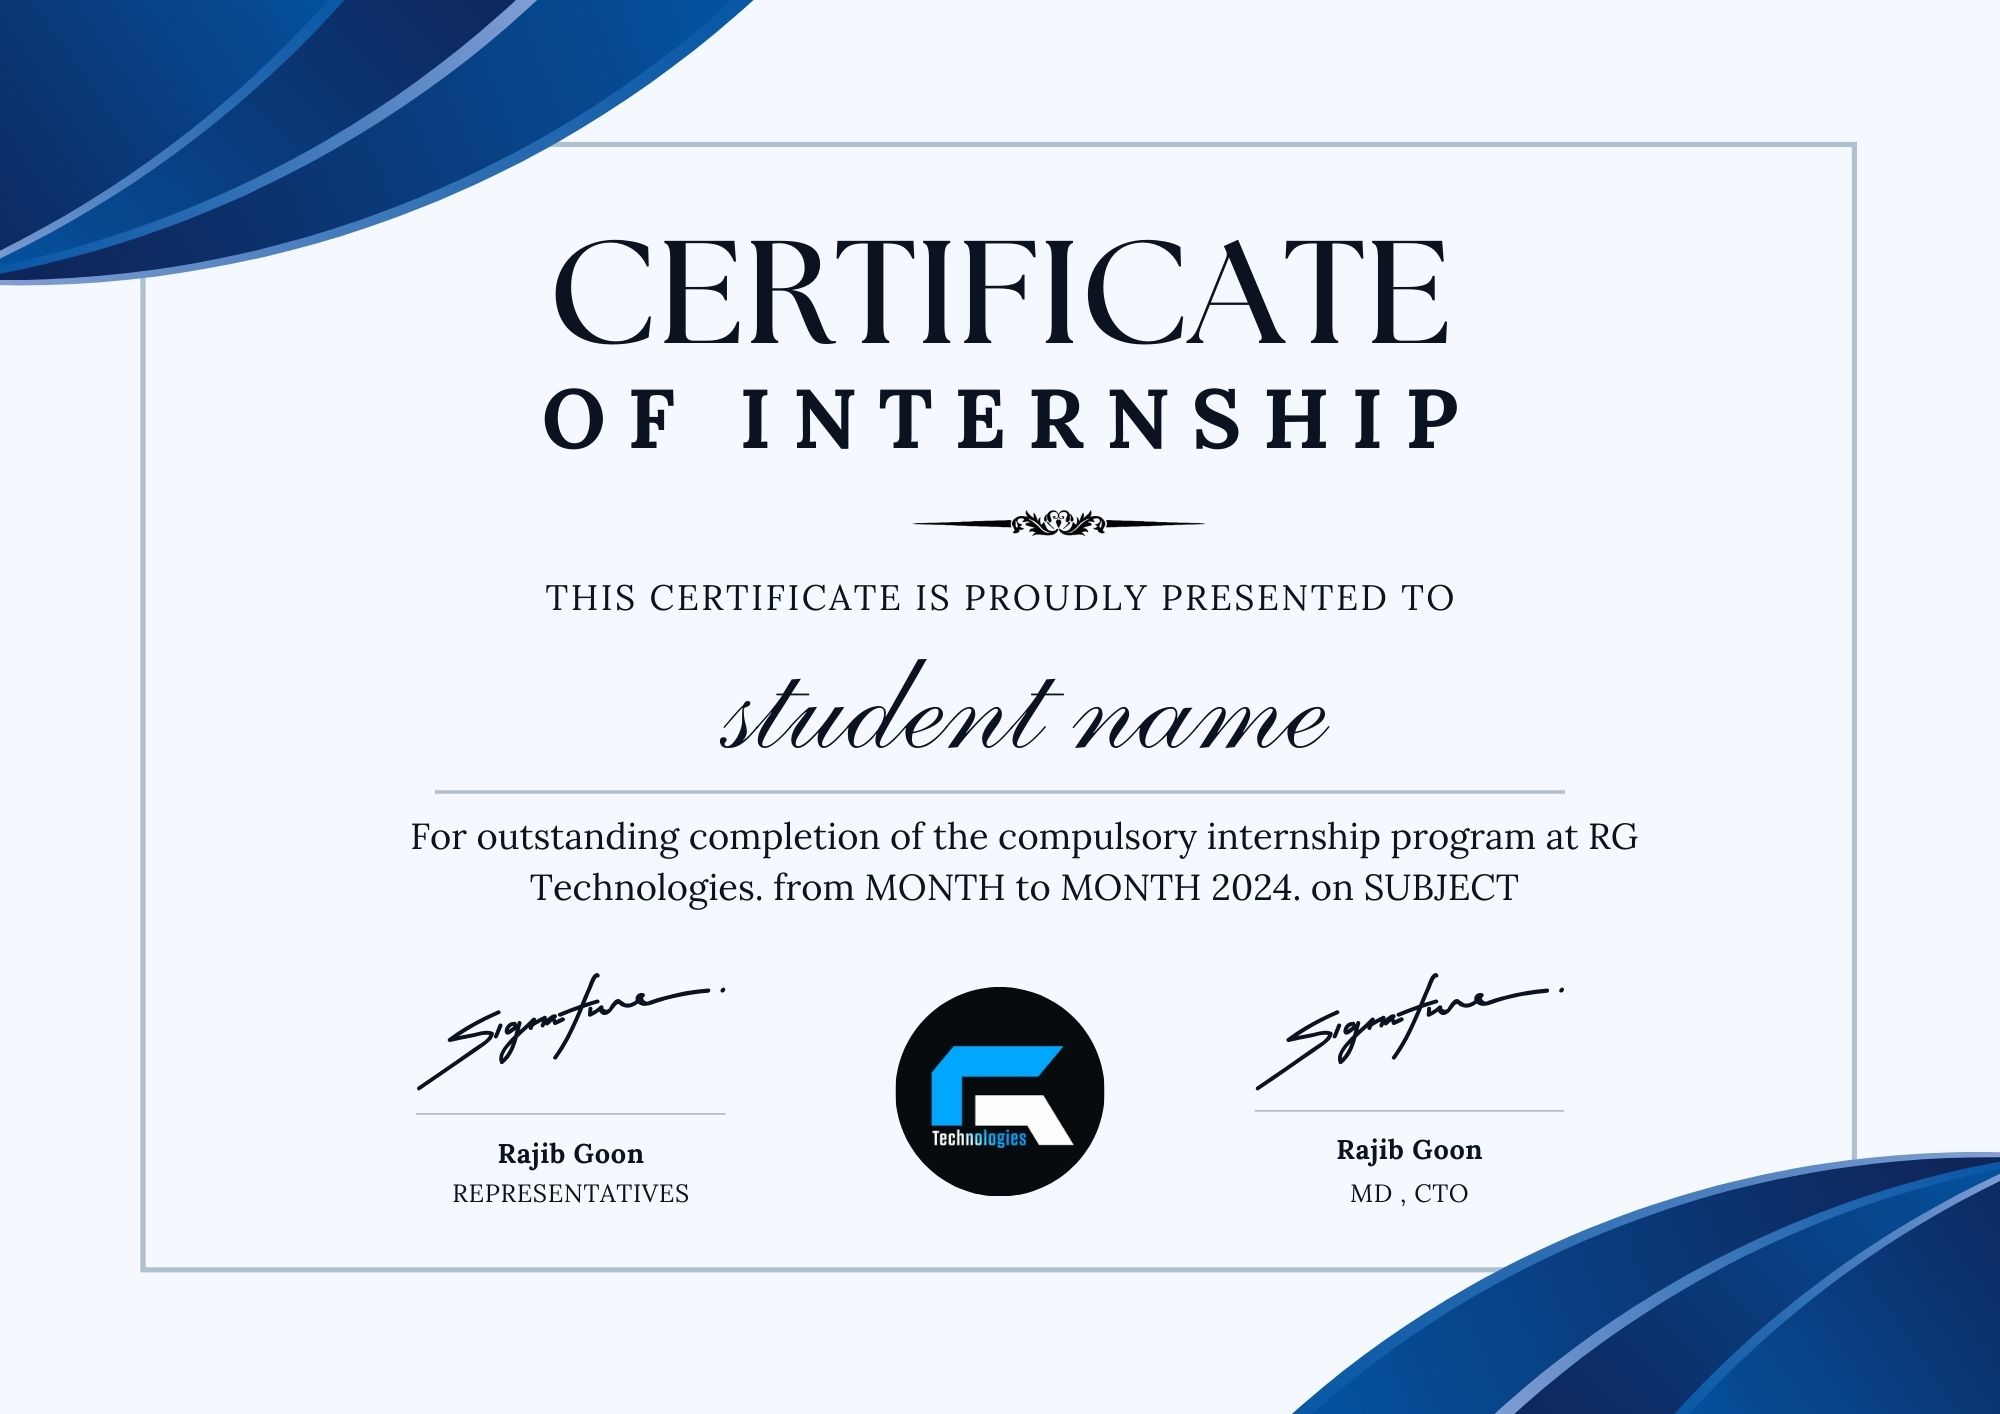 CERTIFICATE
OF INTERNSHIP
THIS CERTIFICATE IS PROUDLY PRESENTED TO
student name
For outstanding completion of the compulsory internship program at RG
Technologies. from MONTH to MONTH 2024. on SUBJECT
Signature
Signature
Technologies
Rajib Goon
REPRESENTATIVES
Rajib Goon
MD , CTO